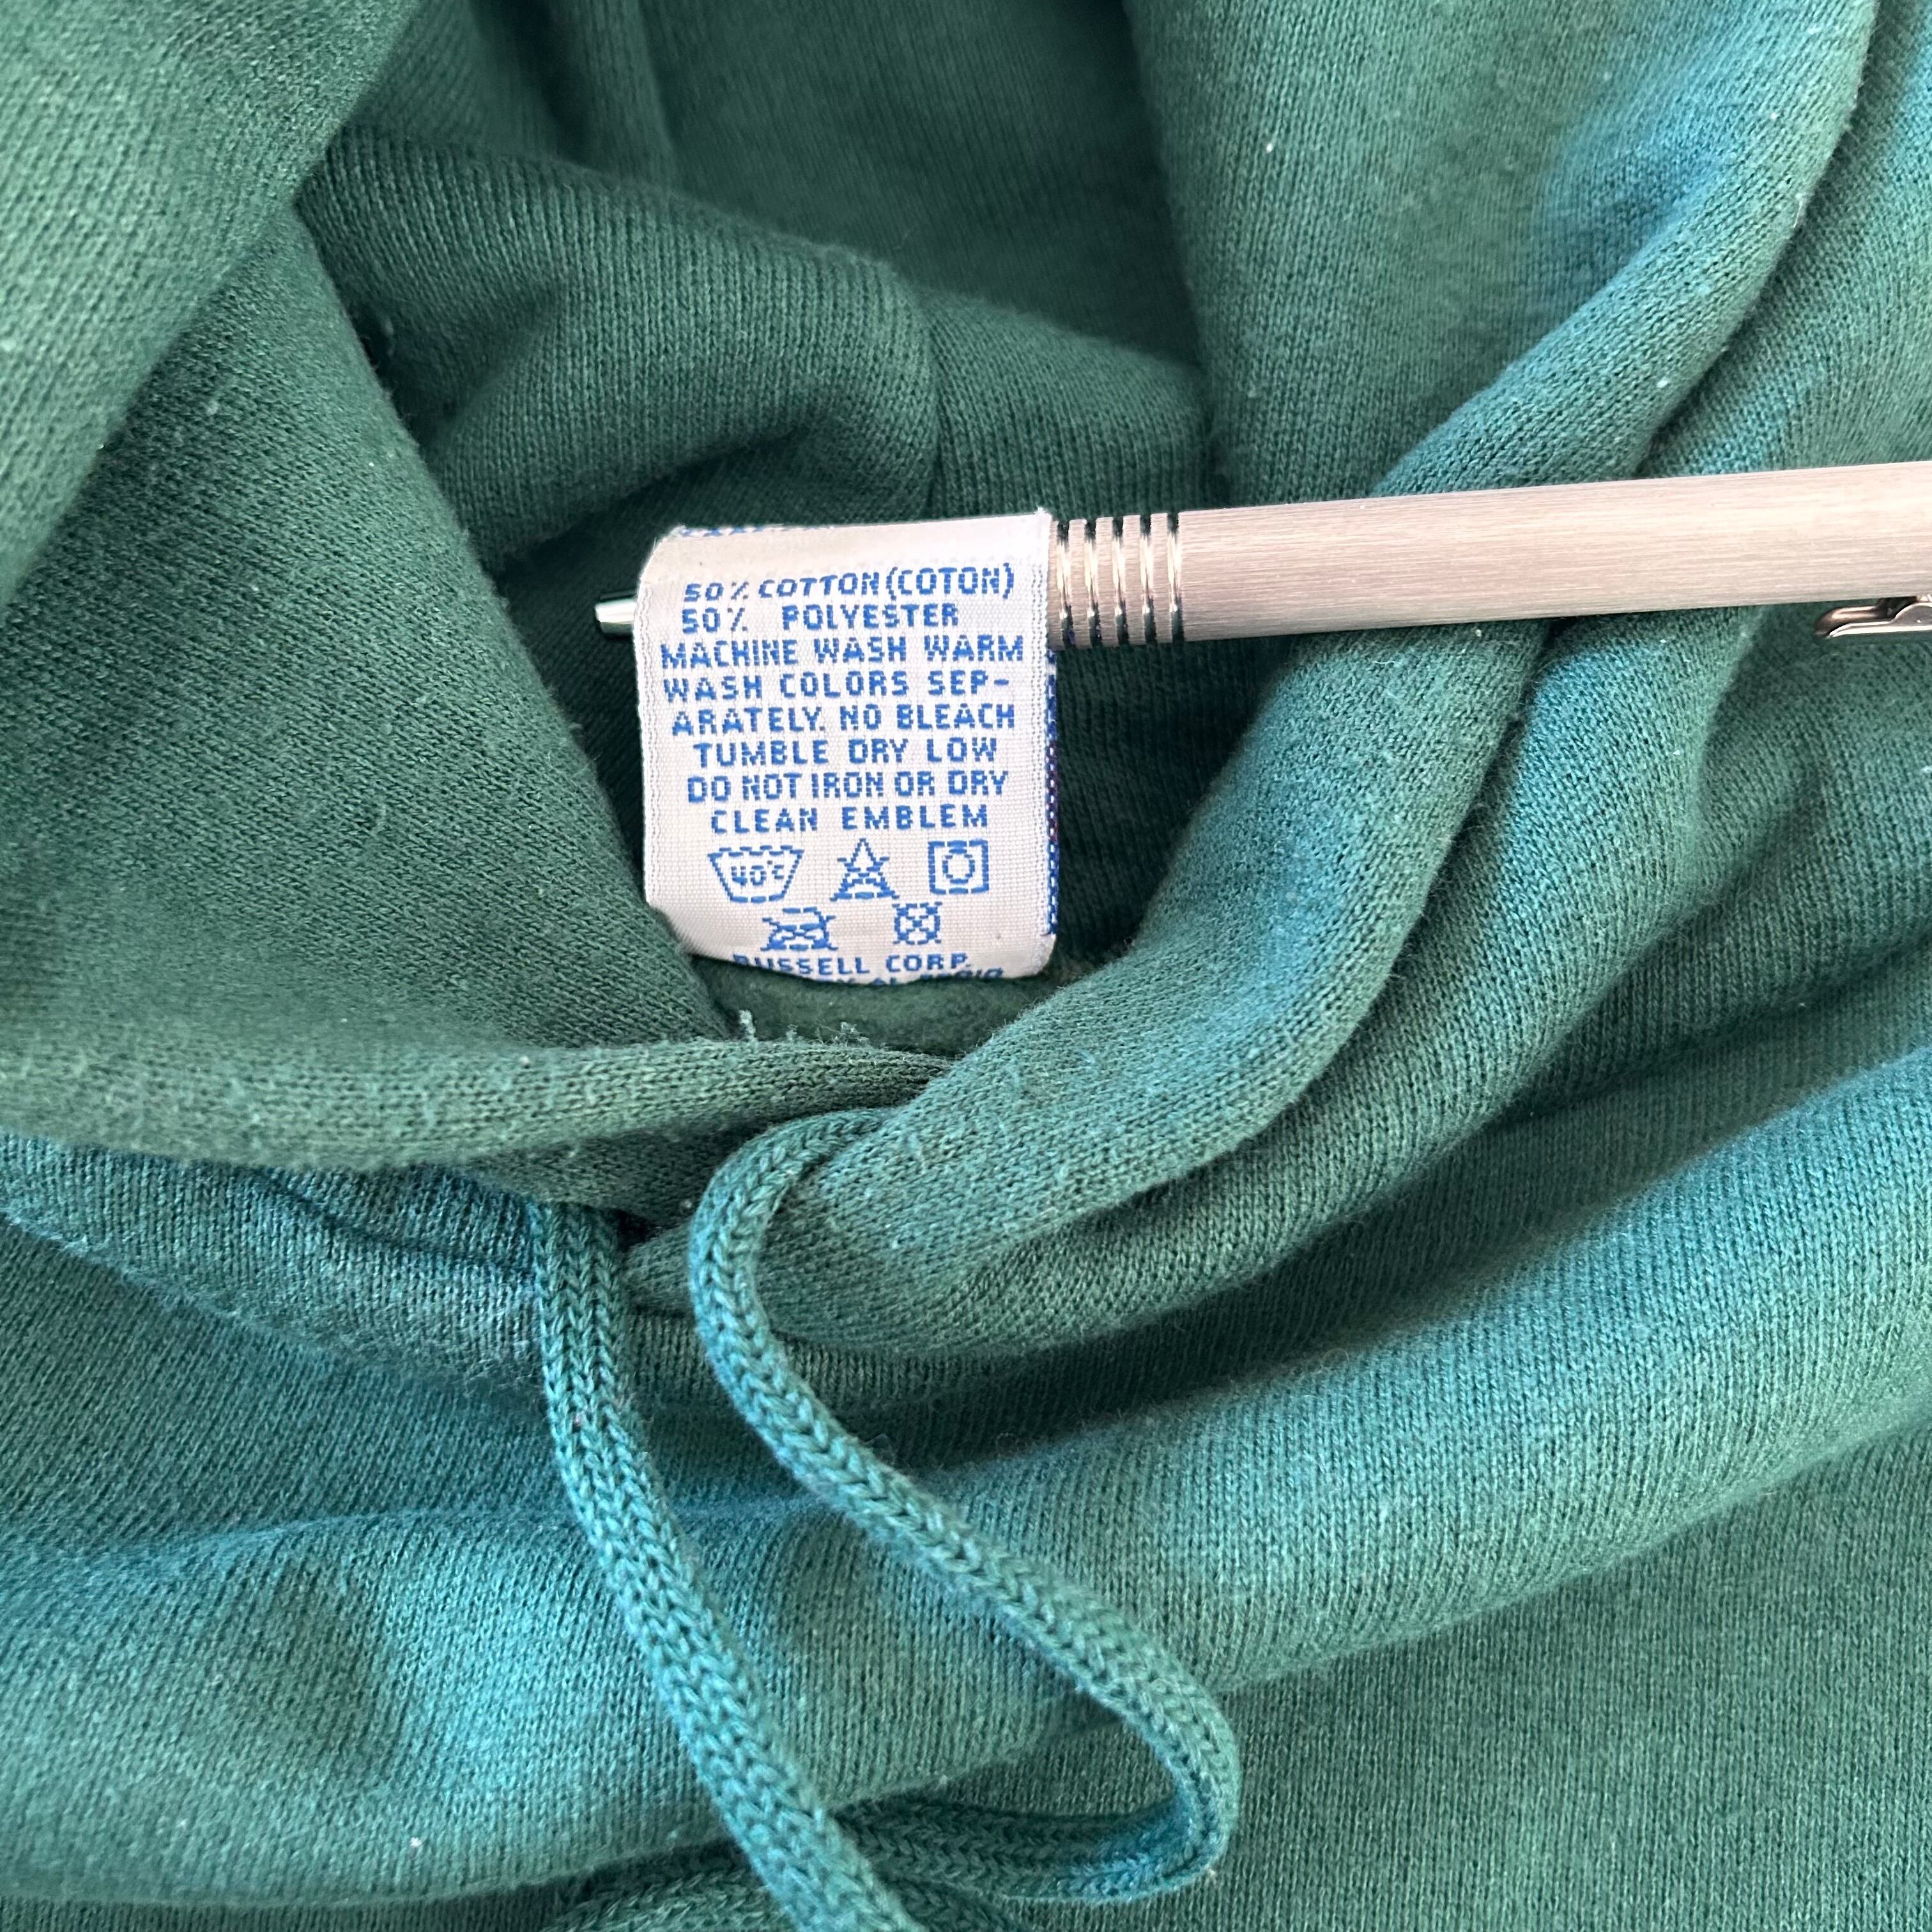 50% COTTON (COTON)
50% POLYESTER
MACHINE WASH WARM
WASH COLORS SEP-
ARATELY. NO BLEACH
TUMBLE DRY LOW
DO NOT IRON OR DRY
CLEAN EMBLEM
40°C
RUSSELL CORP.